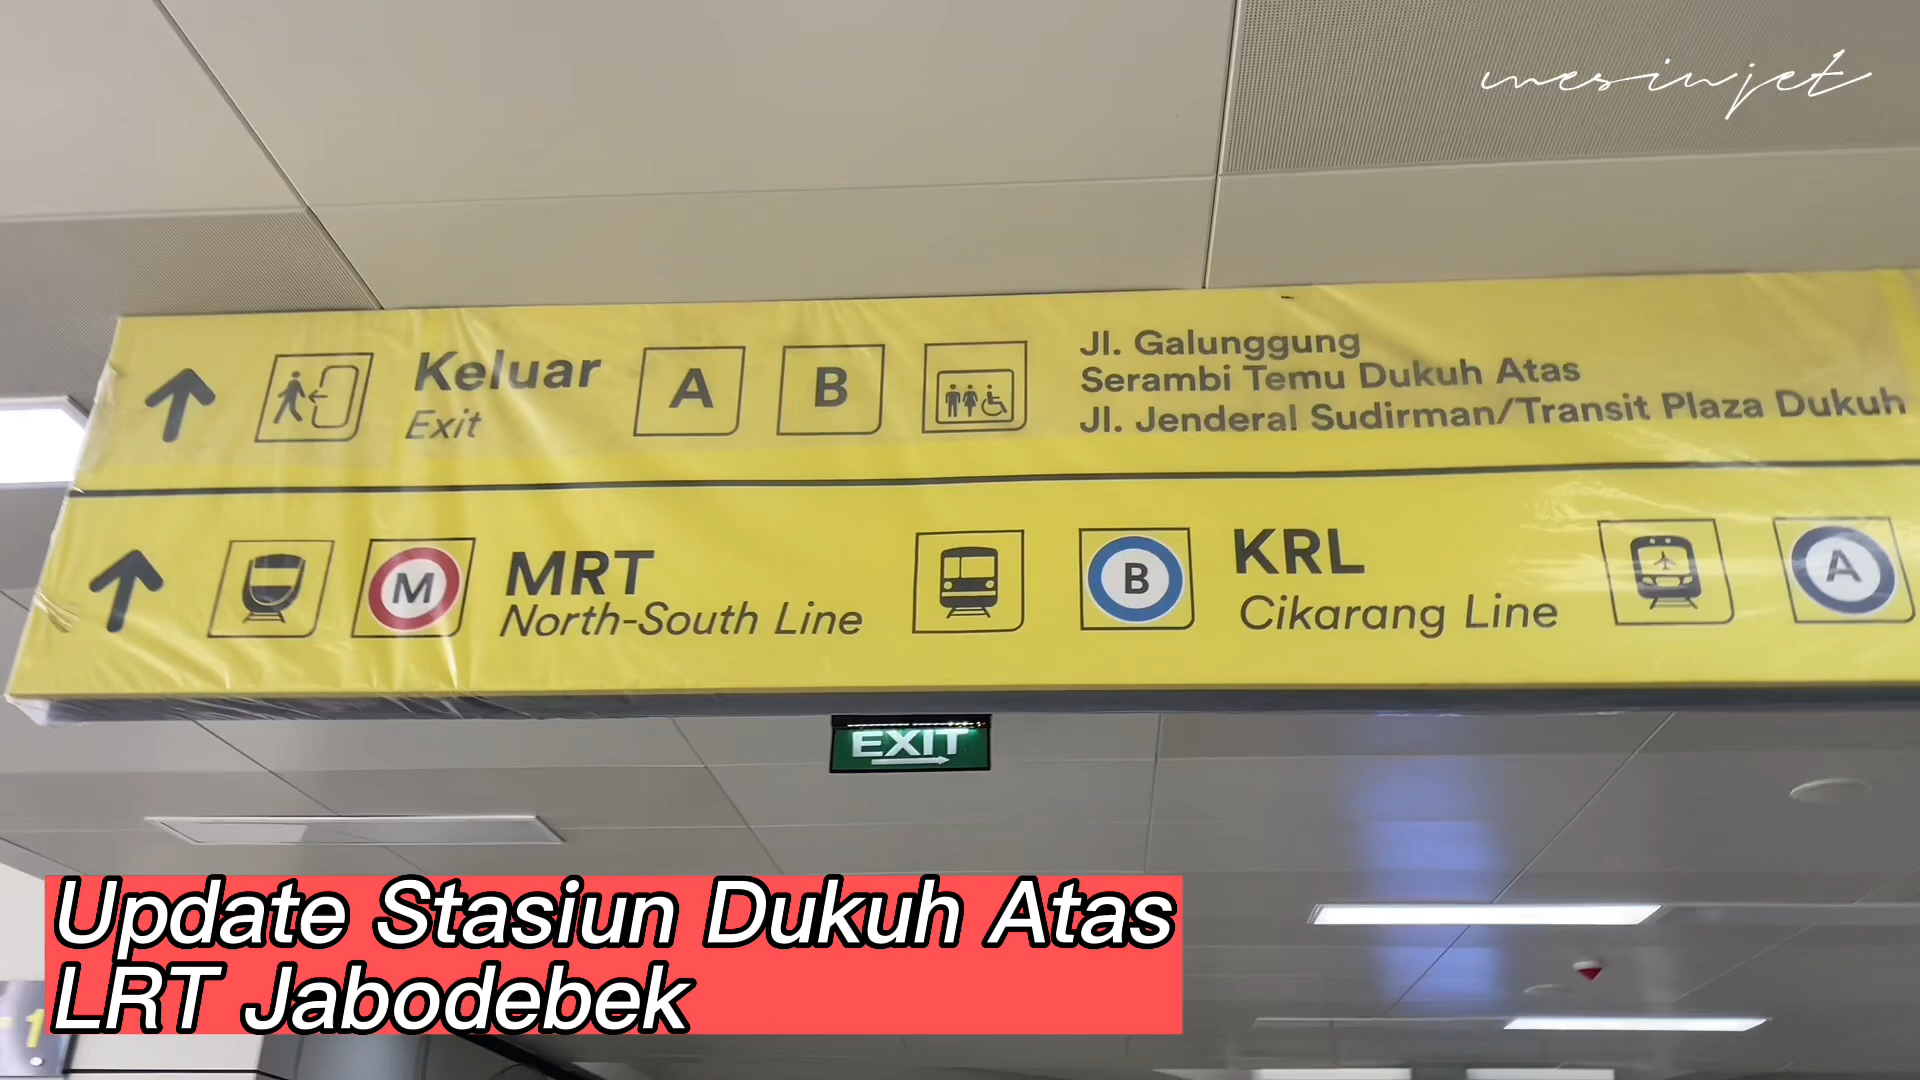 mesinjet
Keluar
Exit
A
B
Jl. Galunggung
Serambi Temu Dukuh Atas
Jl. Jenderal Sudirman/Transit Plaza Dukuh
M
MRT
North-South Line
B
KRL
Cikarang Line
A
EXIT
Update Stasiun Dukuh Atas
LRT Jabodebek
1